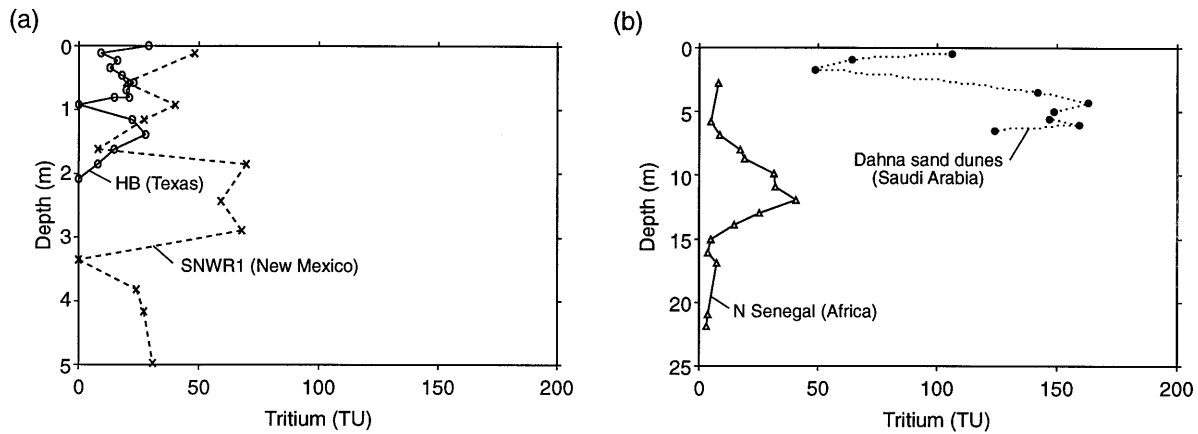 (a)
0
1
2
3
4
5
Depth (m)
HB (Texas)
SNWR1 (New Mexico)
0 50 100 150 200
Tritium (TU)
(b)
0
5
10
15
20
25
Depth (m)
Dahna sand dunes
(Saudi Arabia)
N Senegal (Africa)
0 50 100 150 200
Tritium (TU)